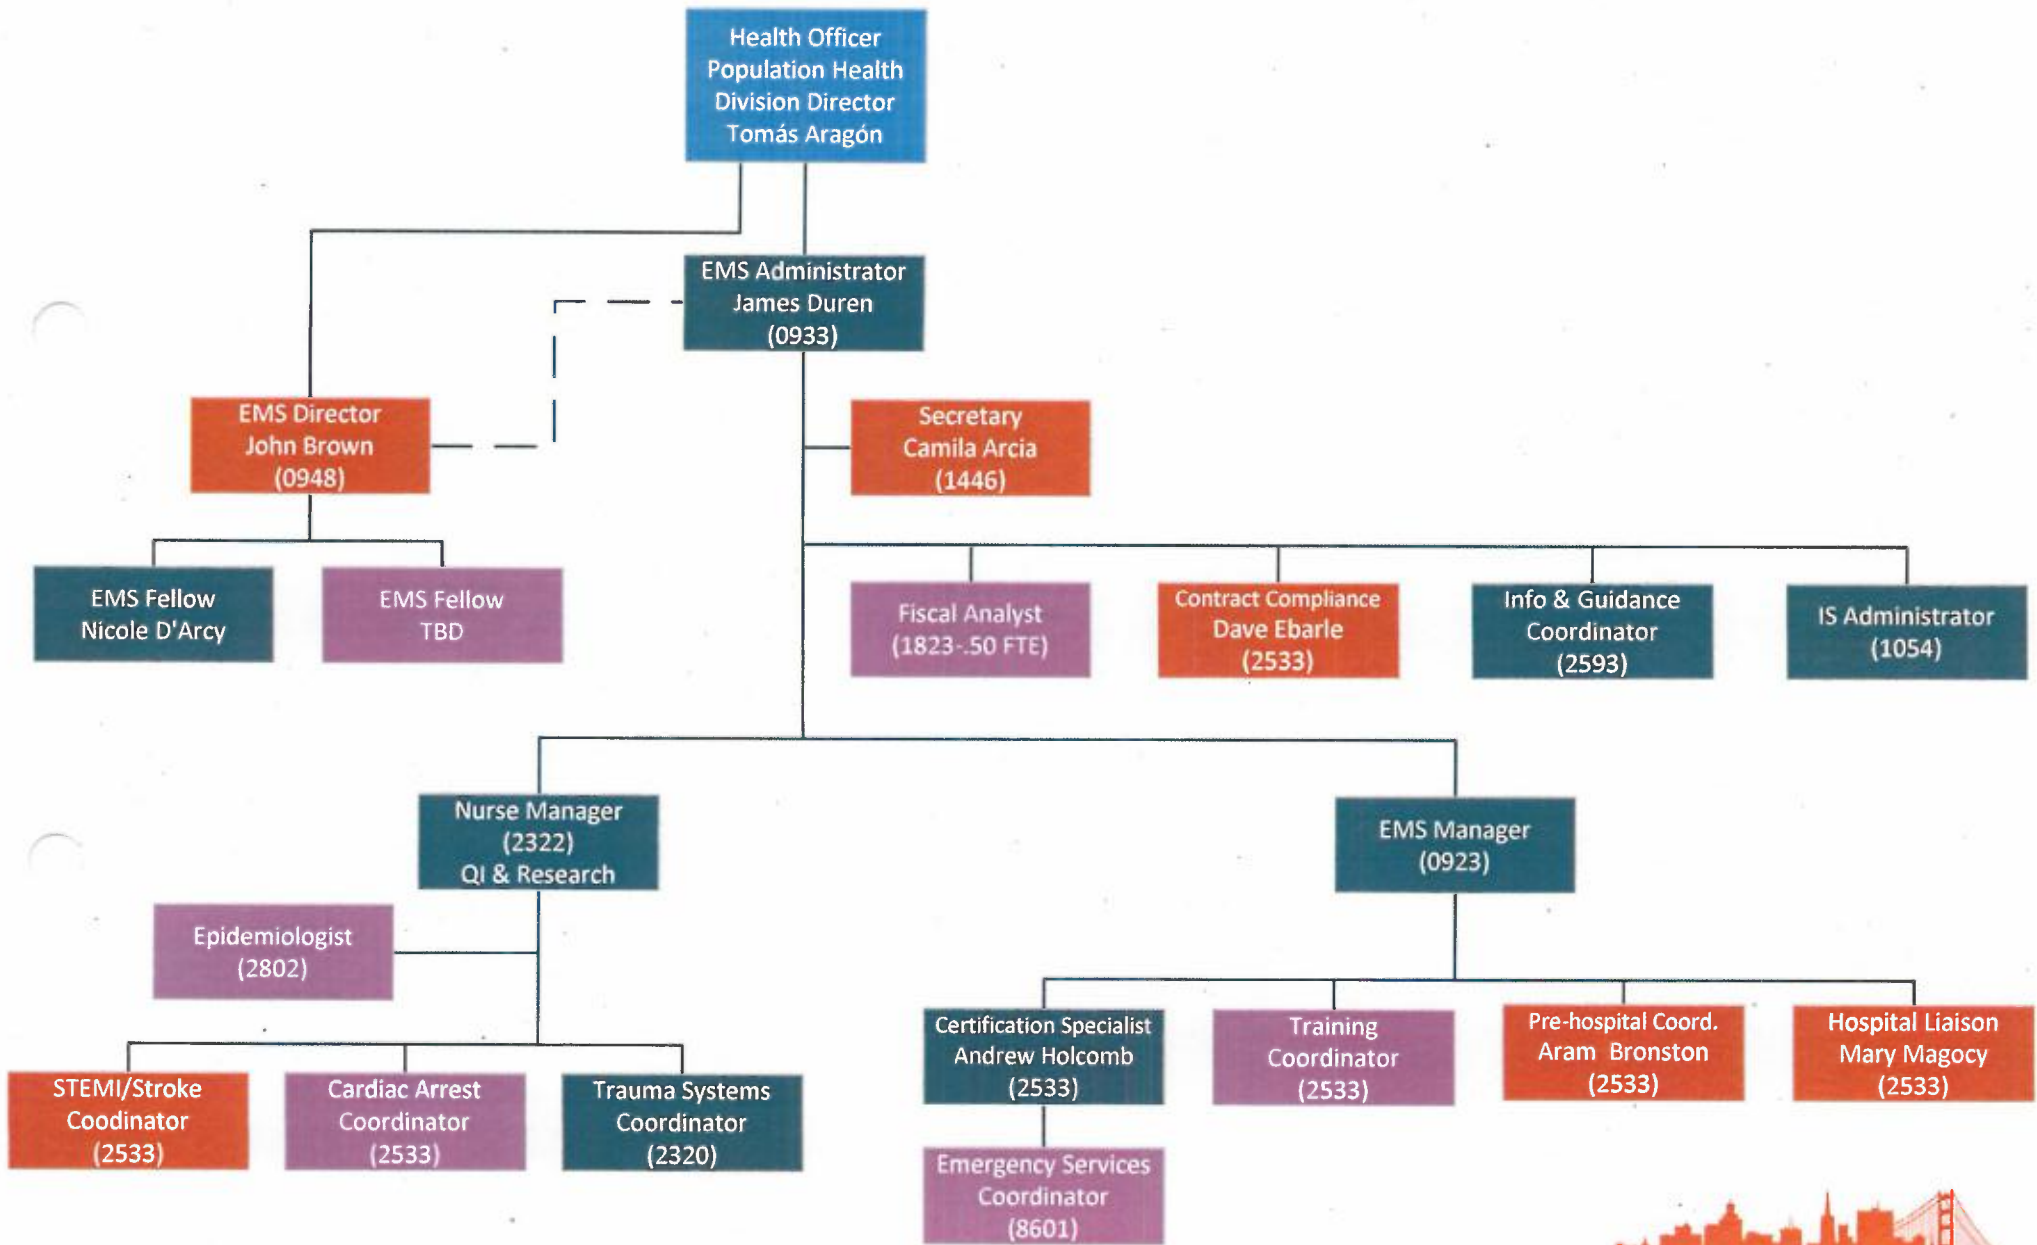 Health Officer
Population Health
Division Director
Tomás Aragón
EMS Administrator
James Duren
(0933)
EMS Director
John Brown
(0948)
Secretary
Camila Arcia
(1446)
EMS Fellow
Nicole D'Arcy
EMS Fellow
TBD
Fiscal Analyst
(1823-.50 FTE)
Contract Compliance
Dave Ebarle
(2533)
Info & Guidance
Coordinator
(2593)
IS Administrator
(1054)
Nurse Manager
(2322)
QI & Research
EMS Manager
(0923)
Epidemiologist
(2802)
STEMI/Stroke
Coodinator
(2533)
Cardiac Arrest
Coordinator
(2533)
Trauma Systems
Coordinator
(2320)
Certification Specialist
Andrew Holcomb
(2533)
Training
Coordinator
(2533)
Pre-hospital Coord.
Aram Bronston
(2533)
Hospital Liaison
Mary Magocy
(2533)
Emergency Services
Coordinator
(8601)